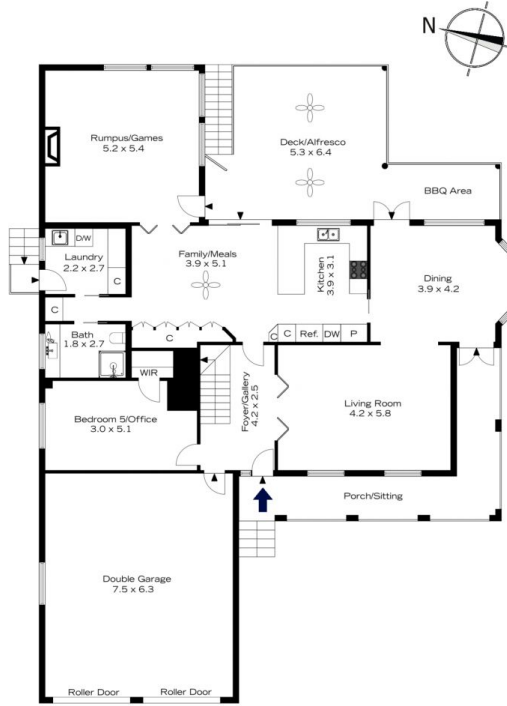 N
Rumpus/Games
5.2 x 5.4
Deck/Alfresco
5.3 x 6.4
BBQ Area
D/W
Laundry
2.2 x 2.7
C
Family/Meals
3.9 x 5.1
Kitchen
3.9 x 3.1
Dining
3.9 x 4.2
C
Bath
1.8 x 2.7
C
C
C
Ref.
DW
P
WIR
Foyer/Gallery
4.2 x 2.5
Living Room
4.2 x 5.8
Bedroom 5/Office
3.0 x 5.1
Porch/Sitting
Double Garage
7.5 x 6.3
Roller Door
Roller Door